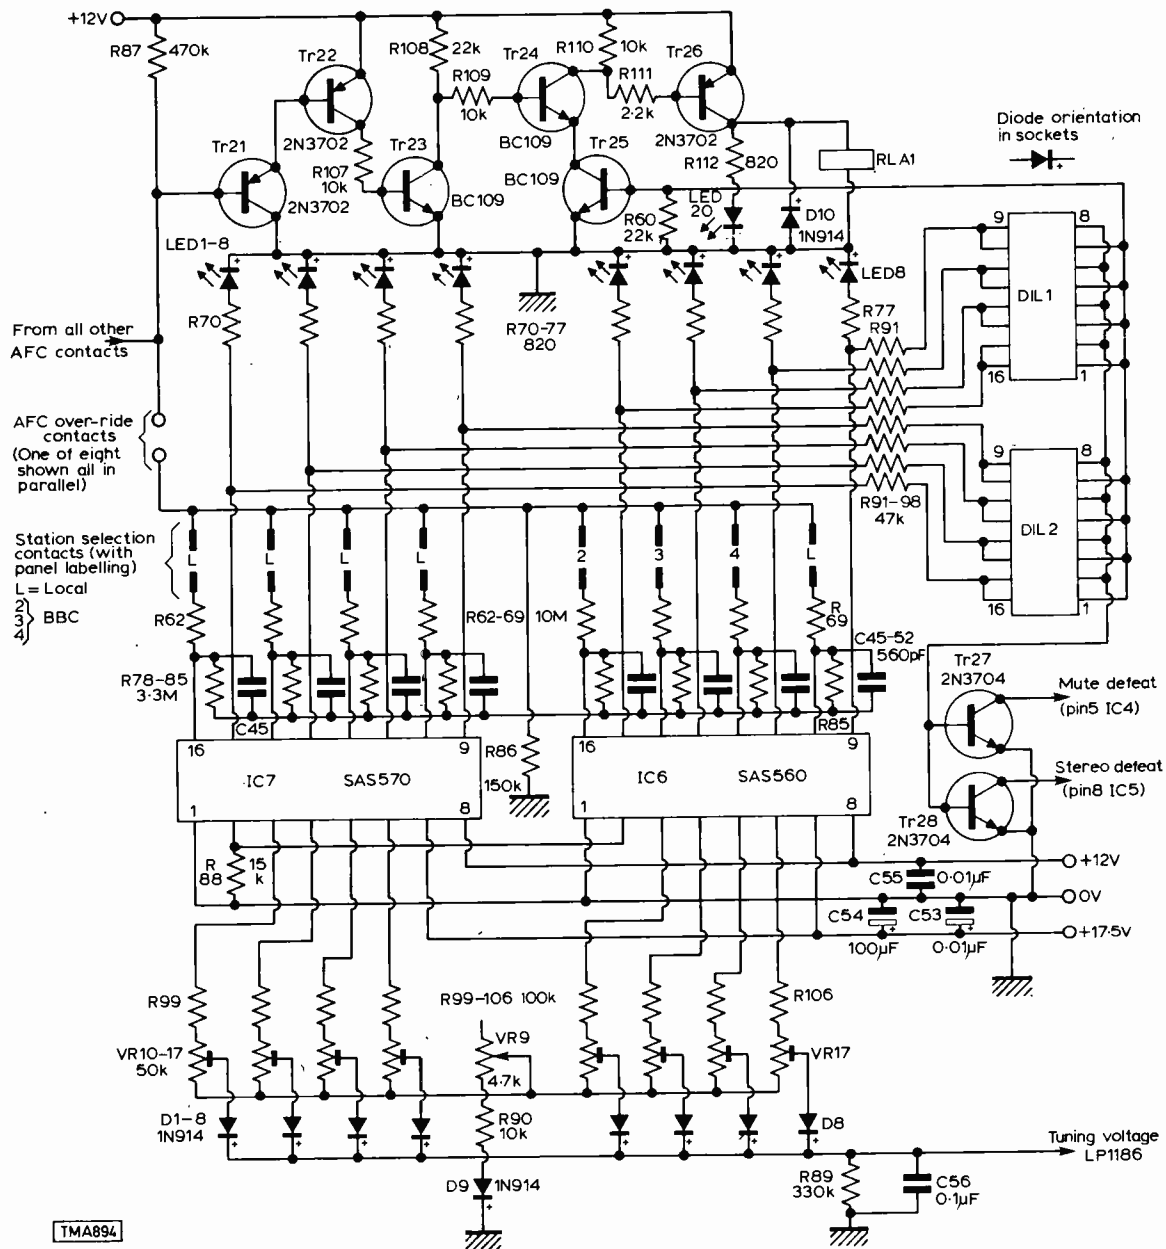 +12V
R87
470k
Tr22
R108
22k
Tr24
R110
10k
Tr26
R109
10k
R111
2.2k
2N3702
BC109
2N3702
Diode orientation
in sockets
+
Tr21
R107
10k
Tr23
Tr25
R112
820
RLA1
2N3702
BC109
BC109
R60
22k
LED
20
D10
1N914
LED1-8
LED8
9
8
DIL 1
16
1
R70
R70-77
820
R77
R91
From all other
AFC contacts
AFC over-ride
contacts
(One of eight
shown all in
parallel)
9
8
DIL 2
16
1
R91-98
47k
Station selection
contacts (with
panel labelling)
L = Local
2
3
4
} BBC
L
L
L
L
2
3
4
L
R62
R62-69
10M
R
69
C45-52
560pF
R78-85
3.3M
C45
R86
150k
R85
16
9
IC7
SAS570
1
8
16
9
IC6
SAS560
1
8
Tr27
2N3704
Mute defeat
(pin5 IC4)
Stereo defeat
(pin8 IC5)
Tr28
2N3704
R
88
15
k
+12V
C55
0.01µF
0V
C54
C53
+17.5V
100µF
0.01µF
R99
R99-106 100k
R106
VR10-17
50k
VR9
4.7k
VR17
D1-8
1N914
R90
10k
D8
Tuning voltage
LP1186
D9
1N914
R89
330k
C56
0.1µF
TMA894